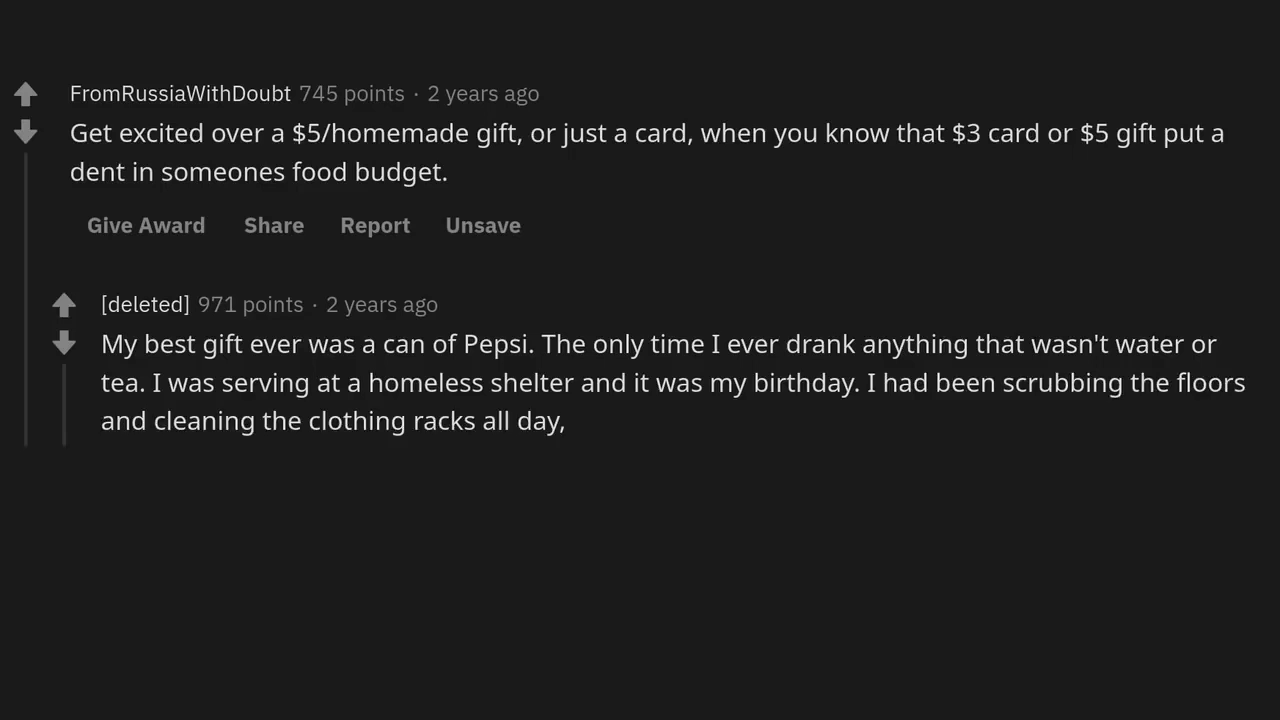 FromRussiaWithDoubt 745 points · 2 years ago
Get excited over a $5/homemade gift, or just a card, when you know that $3 card or $5 gift put a
dent in someones food budget.
Give Award Share Report Unsave
[deleted] 971 points · 2 years ago
My best gift ever was a can of Pepsi. The only time I ever drank anything that wasn't water or
tea. I was serving at a homeless shelter and it was my birthday. I had been scrubbing the floors
and cleaning the clothing racks all day,